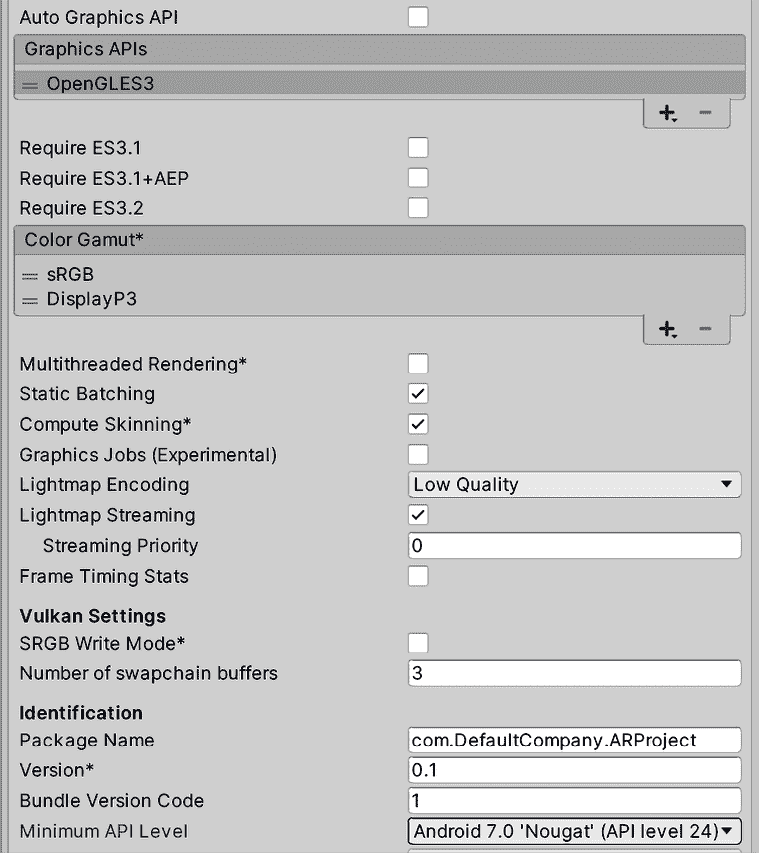 Auto Graphics API
Graphics APIs
OpenGLES3
Require ES3.1
Require ES3.1+AEP
Require ES3.2
Color Gamut*
sRGB
DisplayP3
Multithreaded Rendering*
Static Batching
Compute Skinning*
Graphics Jobs (Experimental)
Lightmap Encoding Low Quality
Lightmap Streaming
Streaming Priority 0
Frame Timing Stats
Vulkan Settings
SRGB Write Mode*
Number of swapchain buffers 3
Identification
Package Name com.DefaultCompany.ARProject
Version* 0.1
Bundle Version Code 1
Minimum API Level Android 7.0 'Nougat' (API level 24)